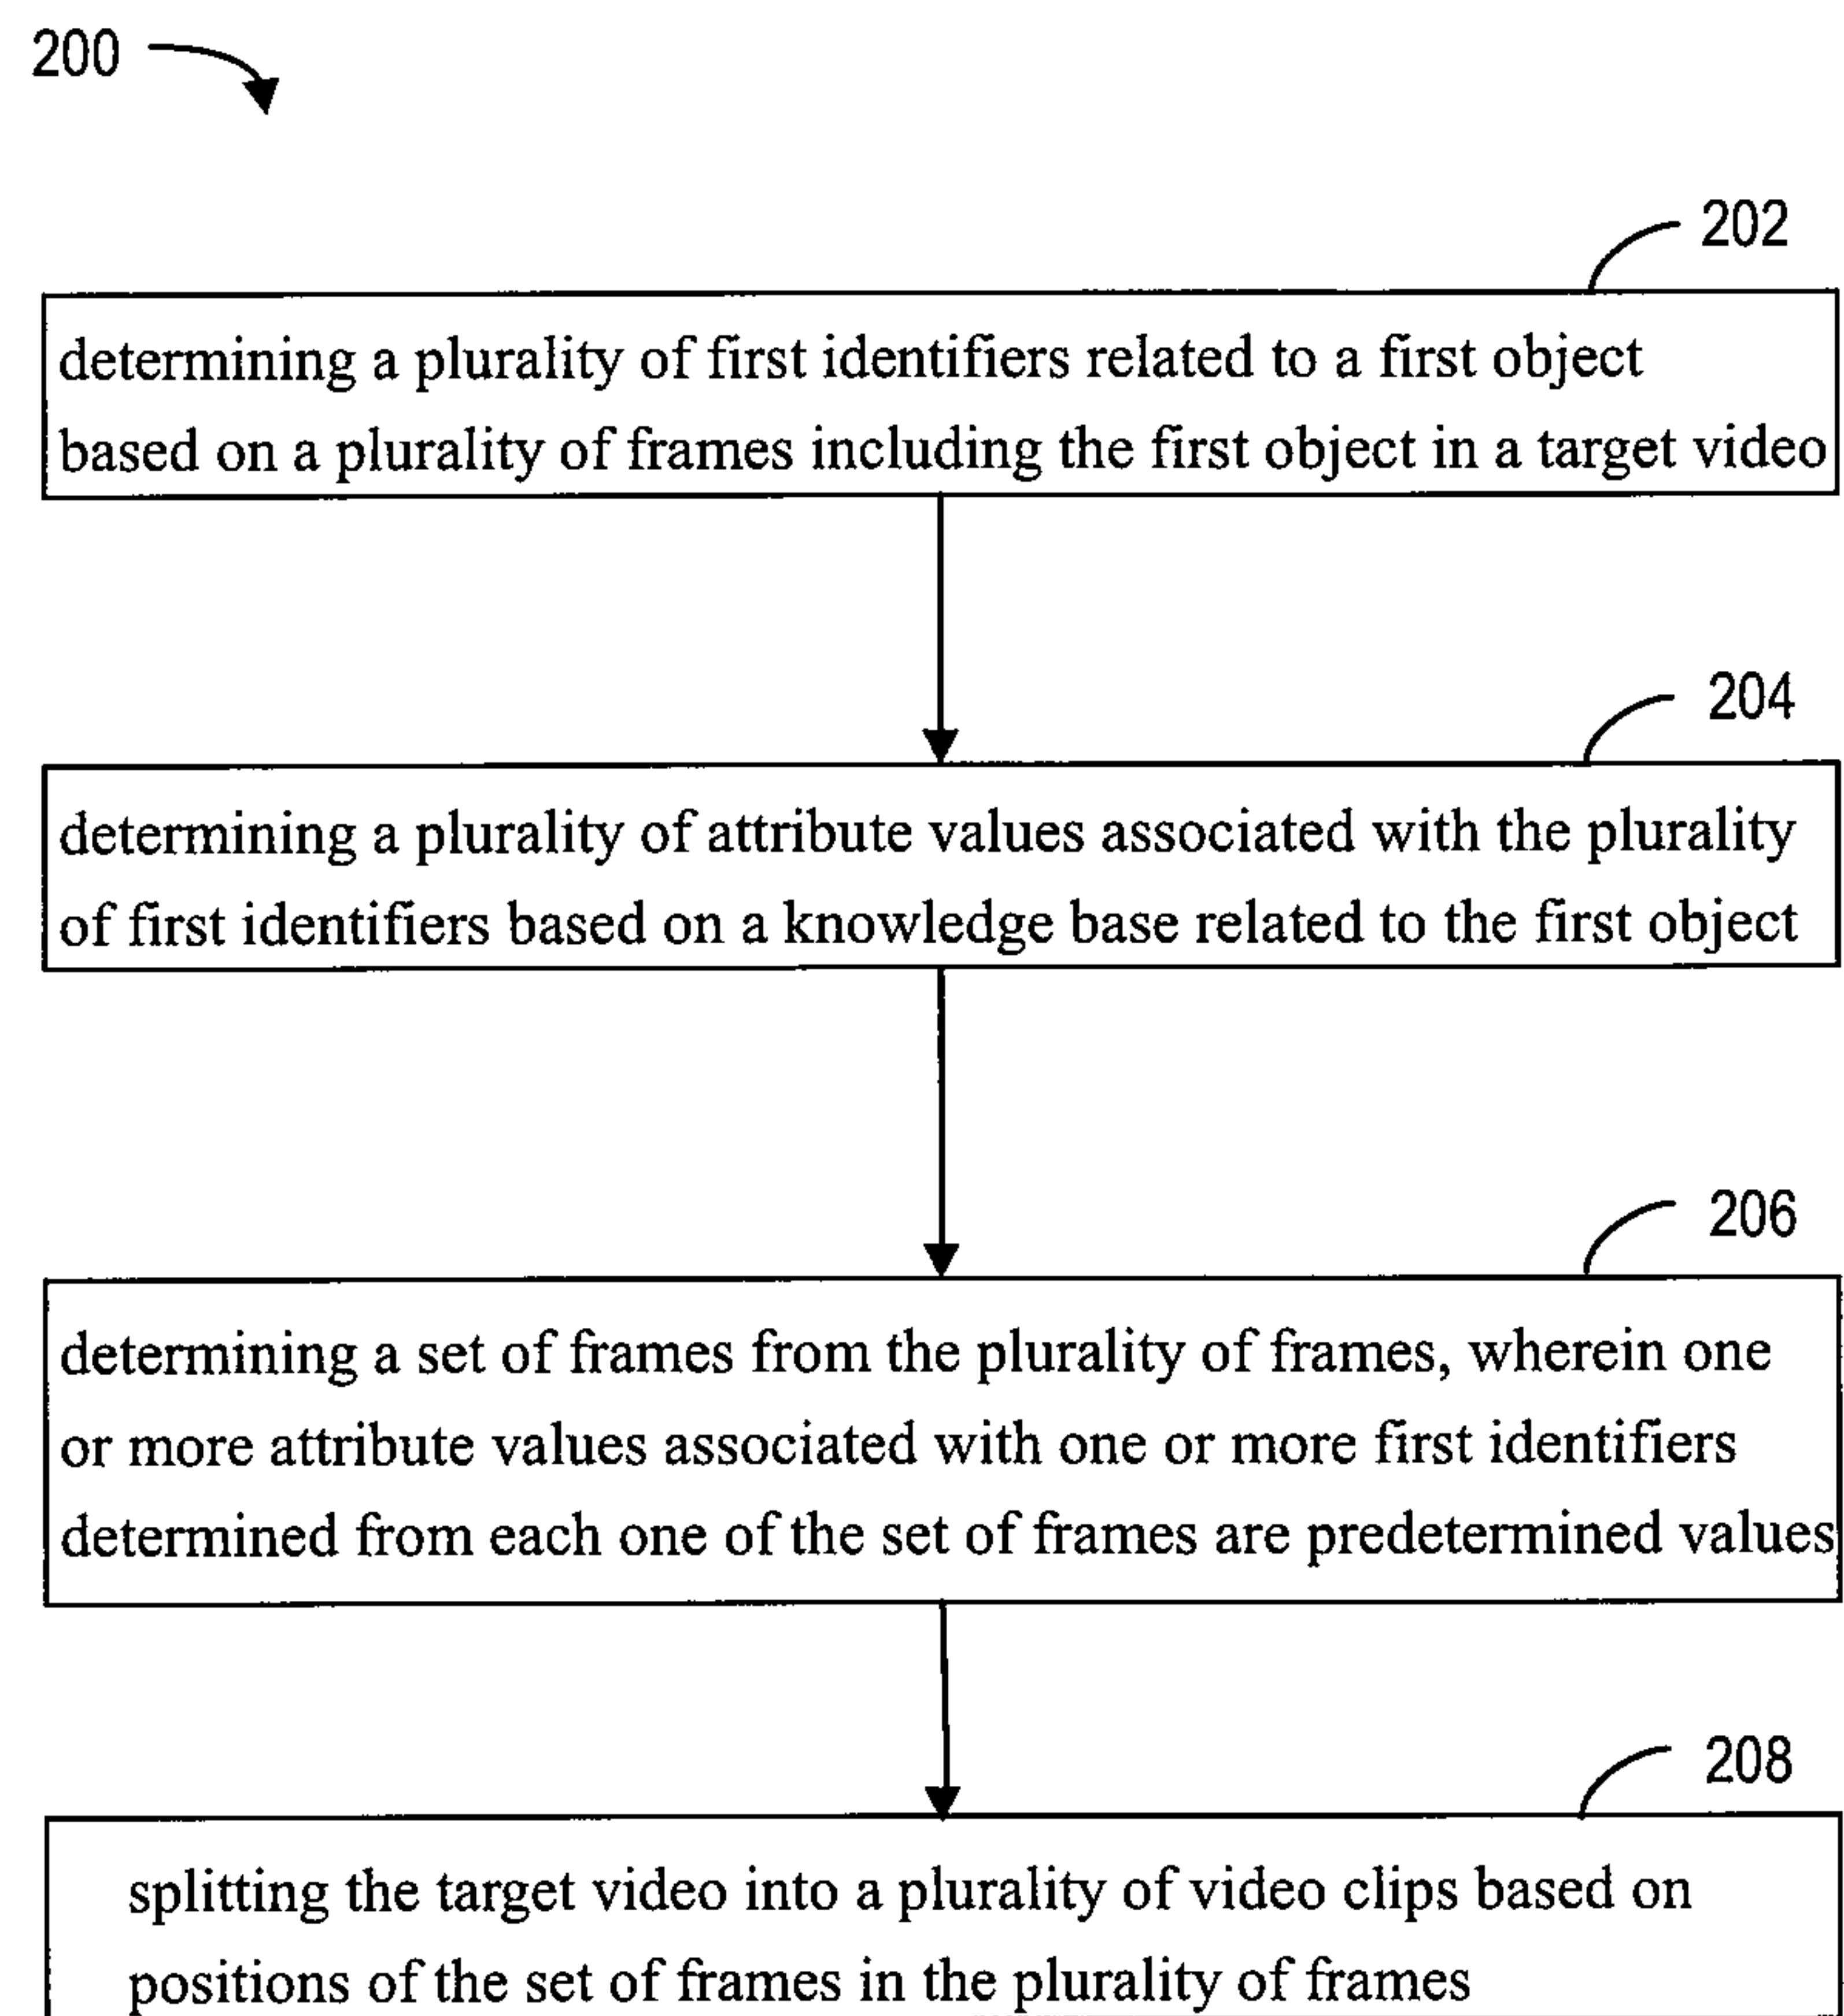 200
202
determining a plurality of first identifiers related to a first object
based on a plurality of frames including the first object in a target video
204
determining a plurality of attribute values associated with the plurality
of first identifiers based on a knowledge base related to the first object
206
determining a set of frames from the plurality of frames, wherein one
or more attribute values associated with one or more first identifiers
determined from each one of the set of frames are predetermined values
208
splitting the target video into a plurality of video clips based on
positions of the set of frames in the plurality of frames